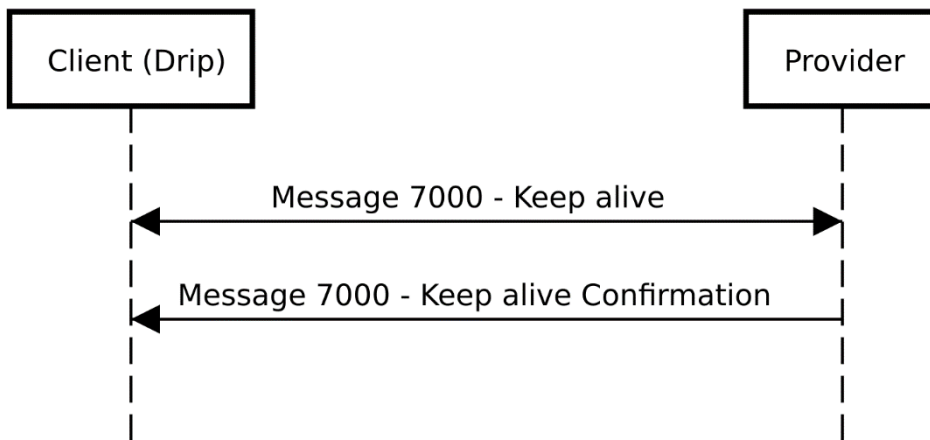 Client (Drip)
Provider
Message 7000 - Keep alive
Message 7000 - Keep alive Confirmation